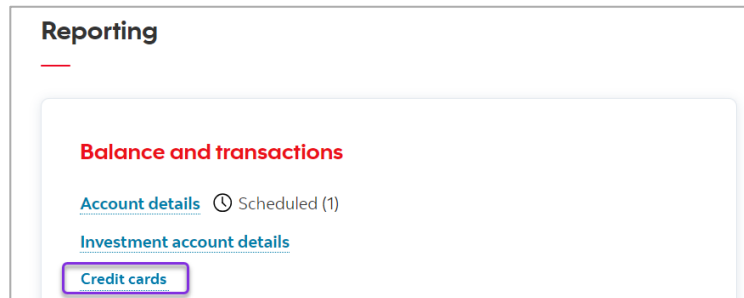 Reporting
Balance and transactions
Account details Scheduled (1)
Investment account details
Credit cards